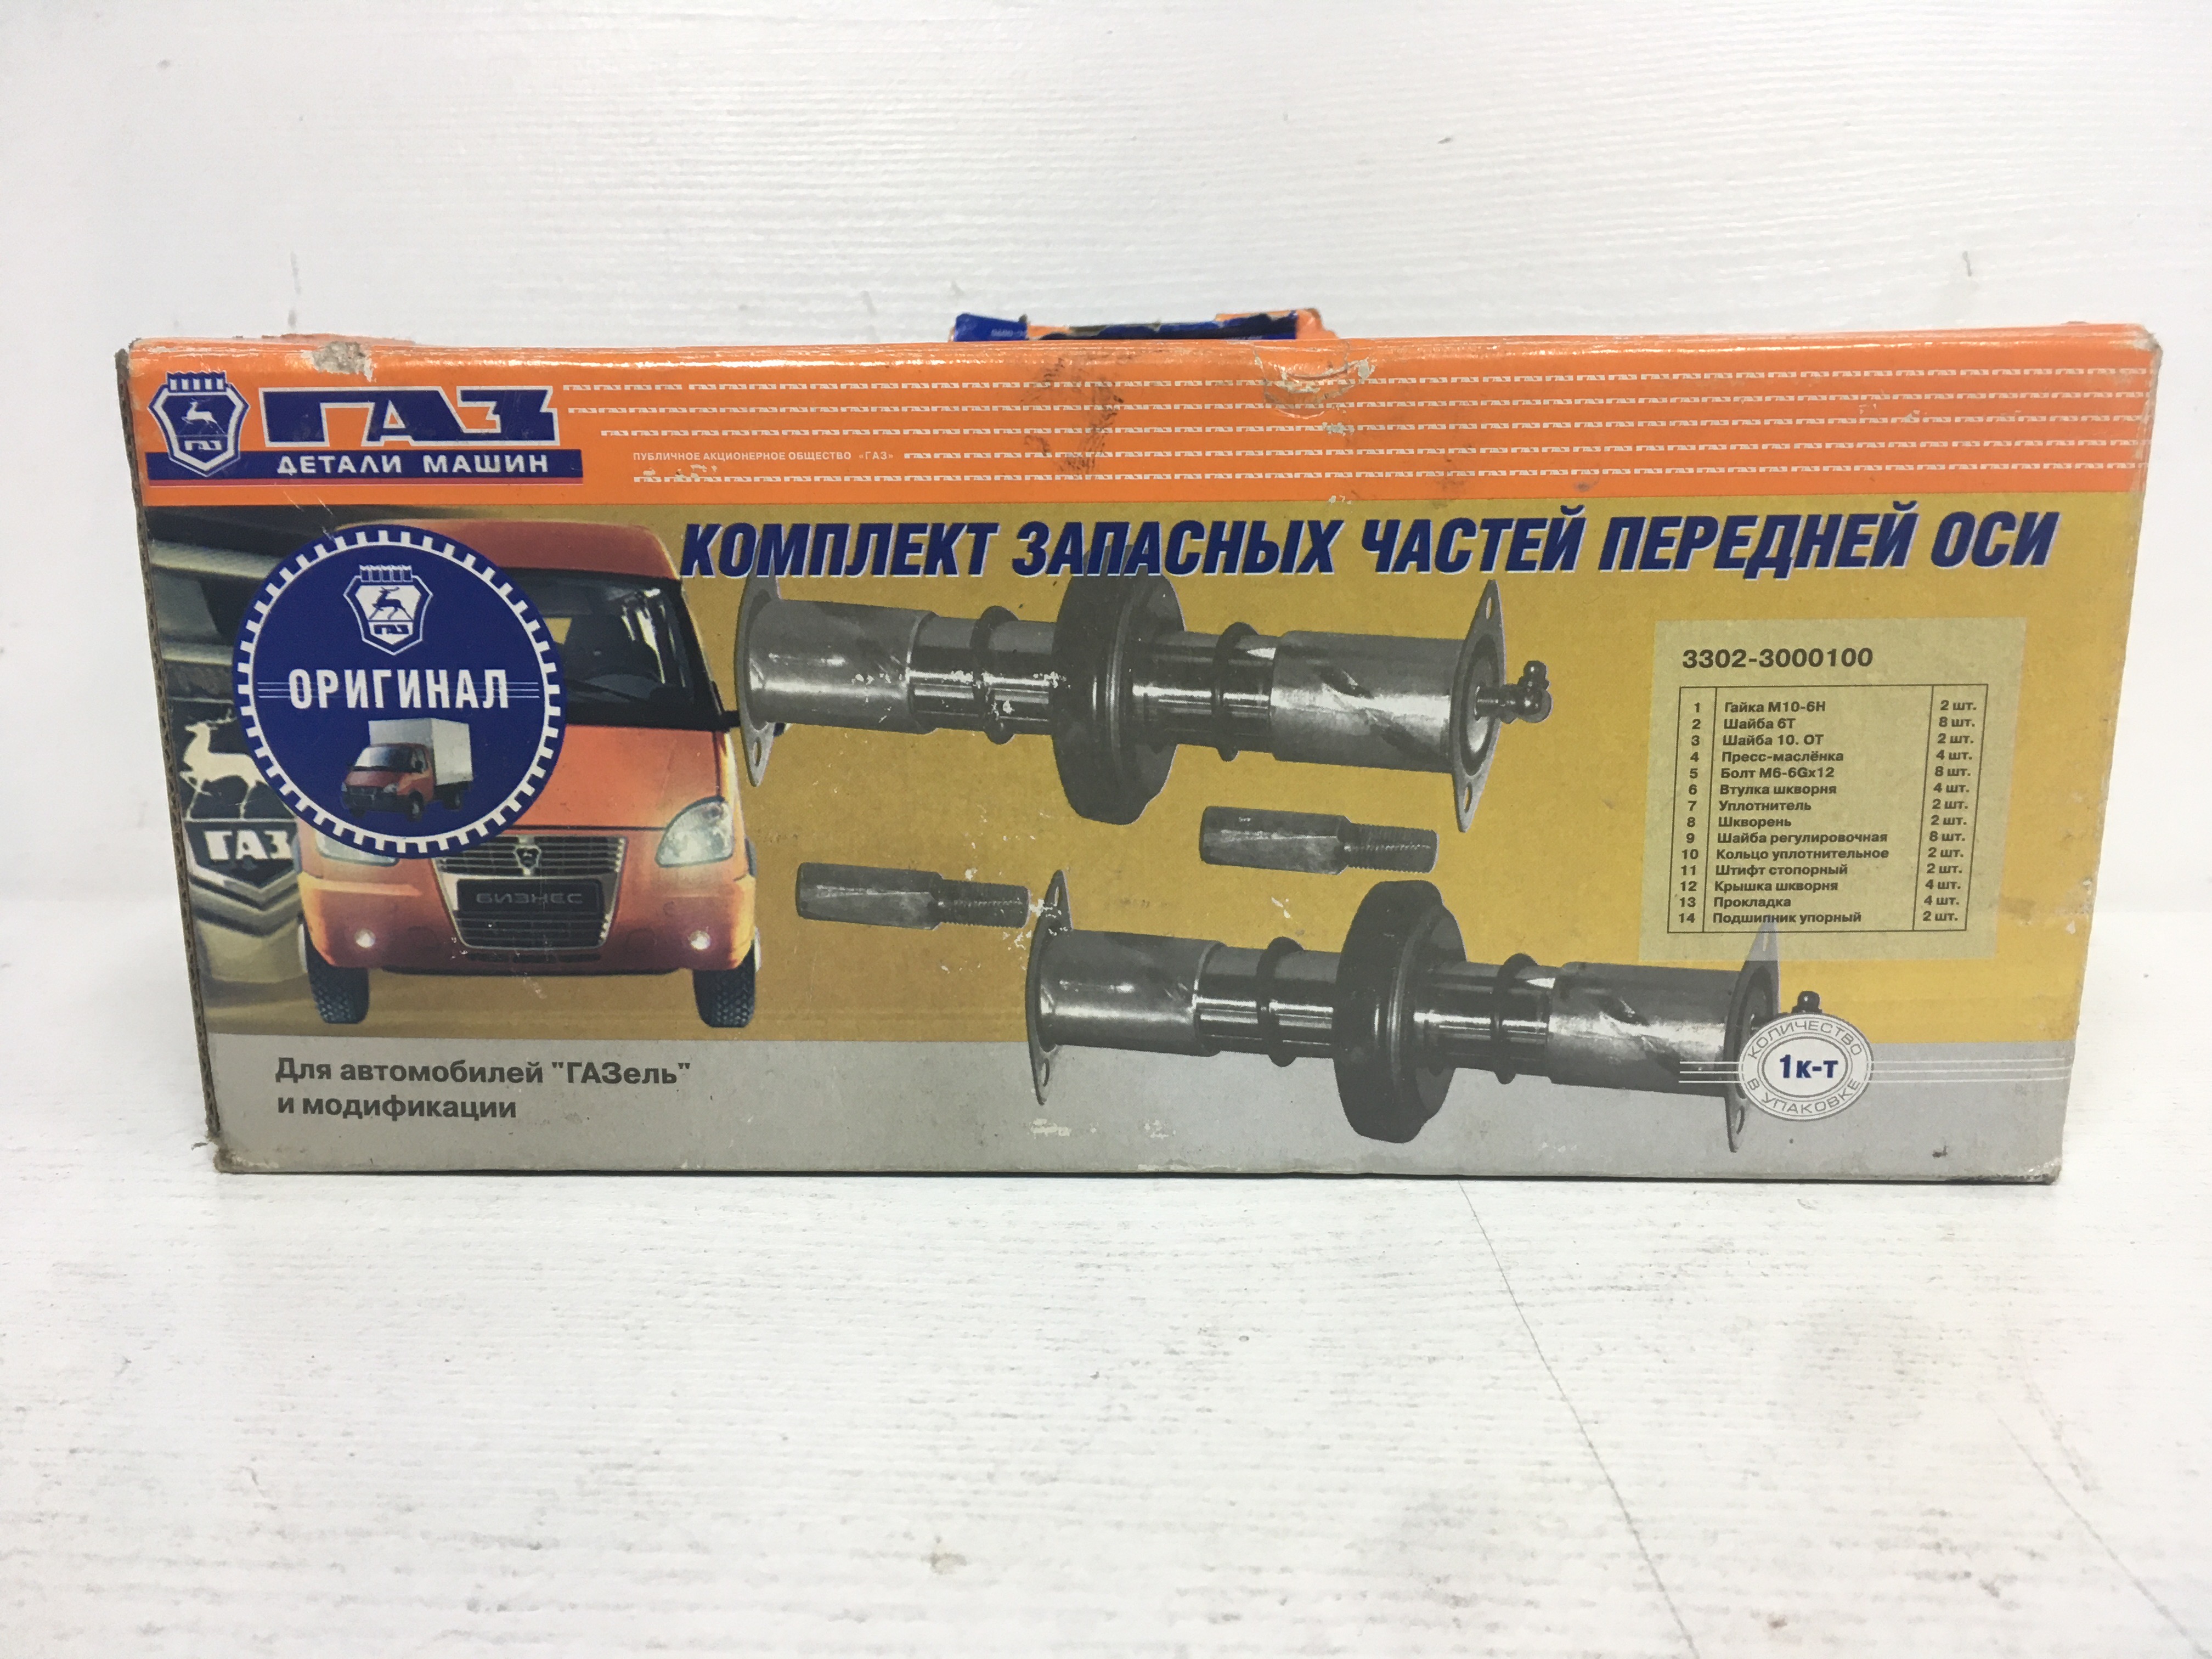 ГАЗ
ГАЗ
ДЕТАЛИ МАШИН
ПУБЛИЧНОЕ АКЦИОНЕРНОЕ ОБЩЕСТВО «ГАЗ»
КОМПЛЕКТ ЗАПАСНЫХ ЧАСТЕЙ ПЕРЕДНЕЙ ОСИ
ГАЗ
ОРИГИНАЛ
ГАЗ
БИЗНЕС
3302-3000100
1 Гайка М10-6Н 2 шт.
2 Шайба 6Т 8 шт.
3 Шайба 10. ОТ 2 шт.
4 Пресс-маслёнка 4 шт.
5 Болт М6-6Gх12 8 шт.
6 Втулка шкворня 4 шт.
7 Уплотнитель 2 шт.
8 Шкворень 2 шт.
9 Шайба регулировочная 8 шт.
10 Кольцо уплотнительное 2 шт.
11 Штифт стопорный 2 шт.
12 Крышка шкворня 4 шт.
13 Прокладка 4 шт.
14 Подшипник упорный 2 шт.
Для автомобилей "ГАЗель"
и модификации
КОЛИЧЕСТВО
1к-т
В УПАКОВКЕ